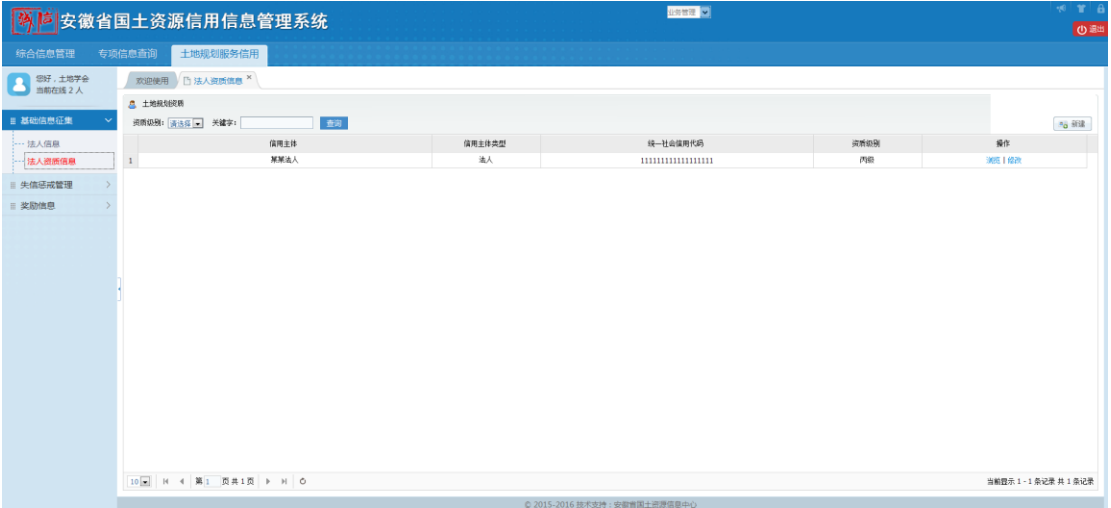 安徽省国土资源信用信息管理系统
业务管理
退出
综合信息管理 专项信息查询 土地规划服务信用
您好，土地学会
当前在线 2 人
欢迎使用 法人资质信息 ×
土地规划资质
基础信息征集
资质级别： 请选择 关键字： 查询 新建
法人信息
法人资质信息
失信惩戒管理
奖励信息
信用主体 信用主体类型 统一社会信用代码 资质级别 操作
1 某某法人 法人 111111111111111111 丙级 浏览 | 修改
10 第 1 页共1页 当前显示 1 - 1 条记录 共 1 条记录
© 2015-2016 技术支持：安徽省国土资源信息中心